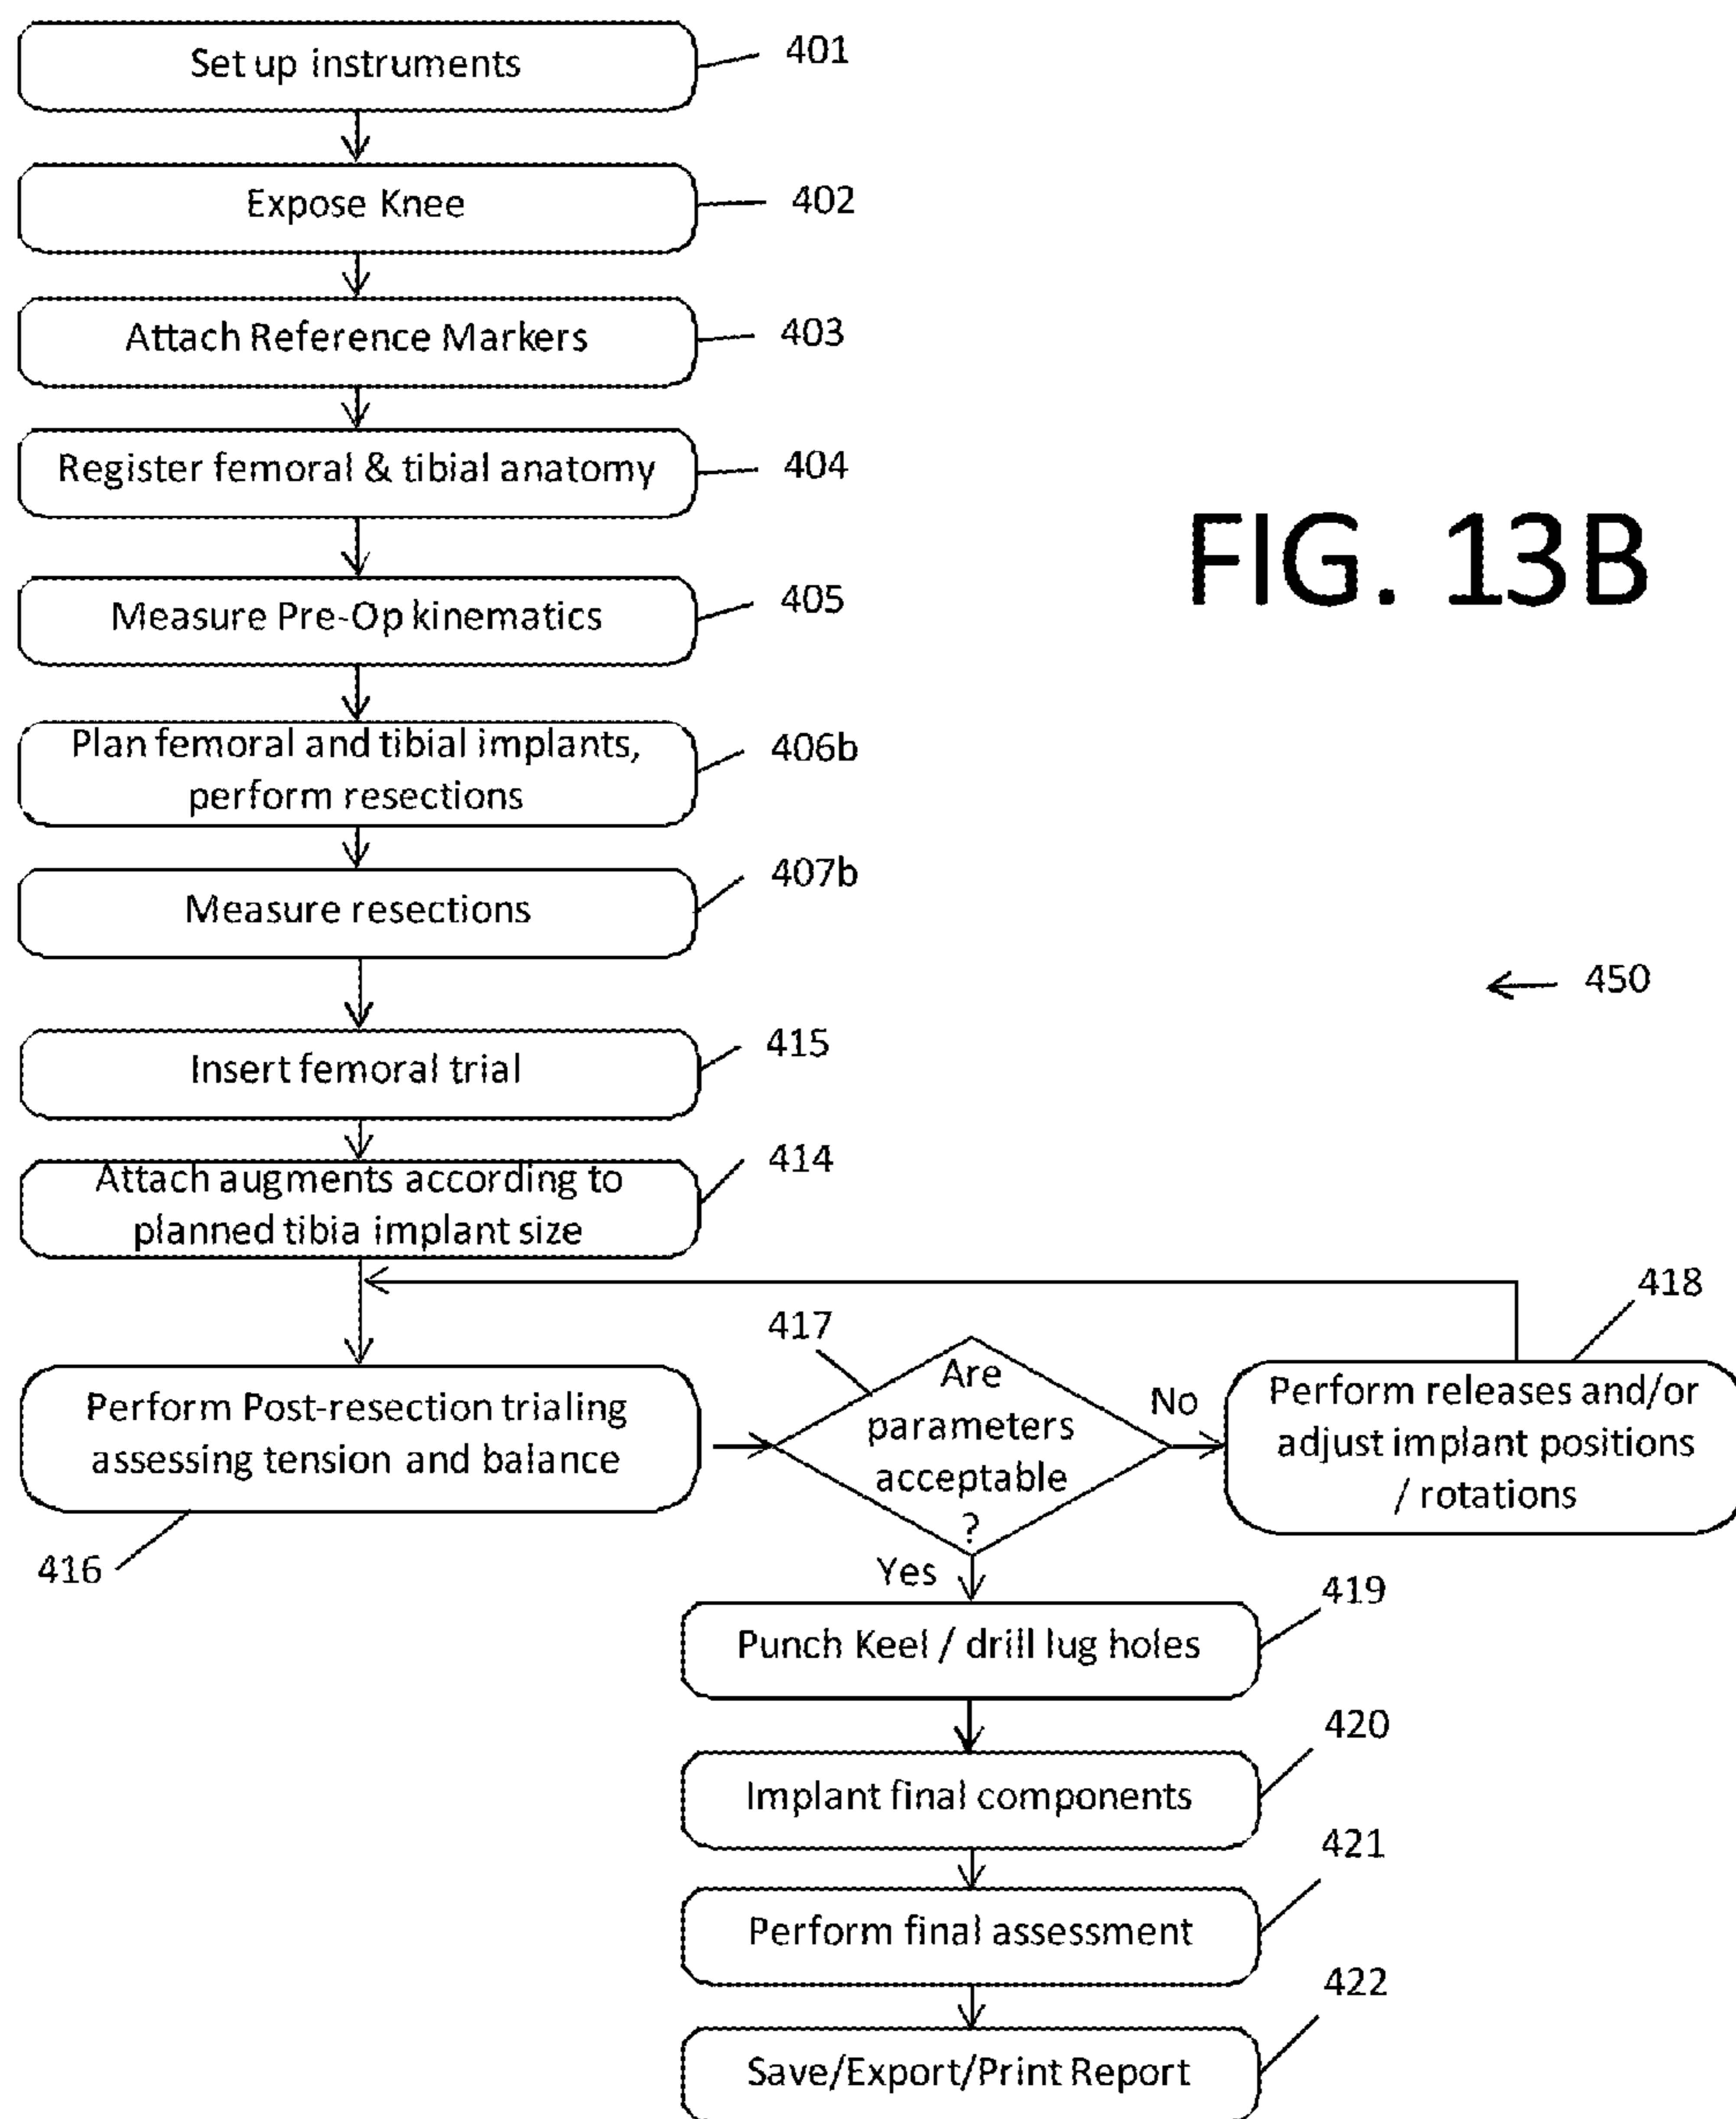 Set up instruments
401
Expose Knee
402
Attach Reference Markers
403
Register femoral & tibial anatomy
404
FIG. 13B
Measure Pre-Op kinematics
405
Plan femoral and tibial implants,
perform resections
406b
Measure resections
407b
450
Insert femoral trial
415
Attach augments according to
planned tibia implant size
414
Perform Post-resection trialing
assessing tension and balance
416
417
Are
parameters
acceptable
?
No
418
Perform releases and/or
adjust implant positions
/ rotations
Yes
Punch Keel / drill lug holes
419
Implant final components
420
Perform final assessment
421
Save/Export/Print Report
422